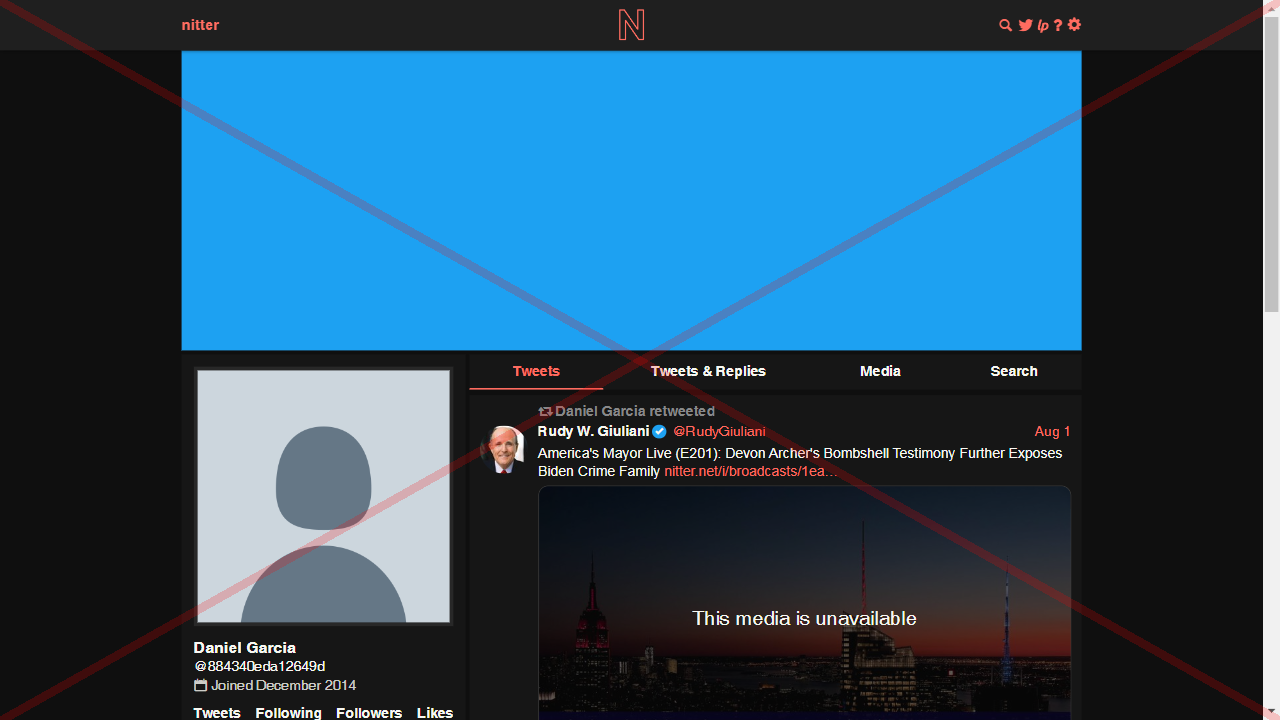 nitter
N
lp ?
Tweets Tweets & Replies Media Search
Daniel Garcia retweeted
Rudy W. Giuliani @RudyGiuliani Aug 1
America's Mayor Live (E201): Devon Archer's Bombshell Testimony Further Exposes
Biden Crime Family nitter.net/i/broadcasts/1ea…
This media is unavailable
Daniel Garcia
@884340eda12649d
Joined December 2014
Tweets Following Followers Likes